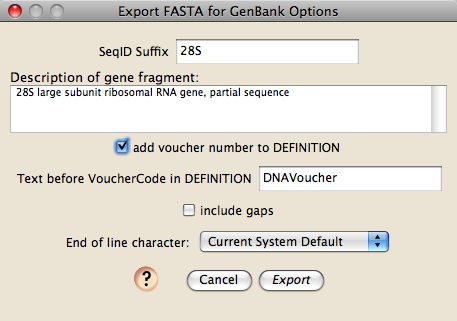 Export FASTA for GenBank Options
SeqID Suffix 28S
Description of gene fragment:
28S large subunit ribosomal RNA gene, partial sequence
add voucher number to DEFINITION
Text before VoucherCode in DEFINITION DNAVoucher
include gaps
End of line character: Current System Default
? Cancel Export